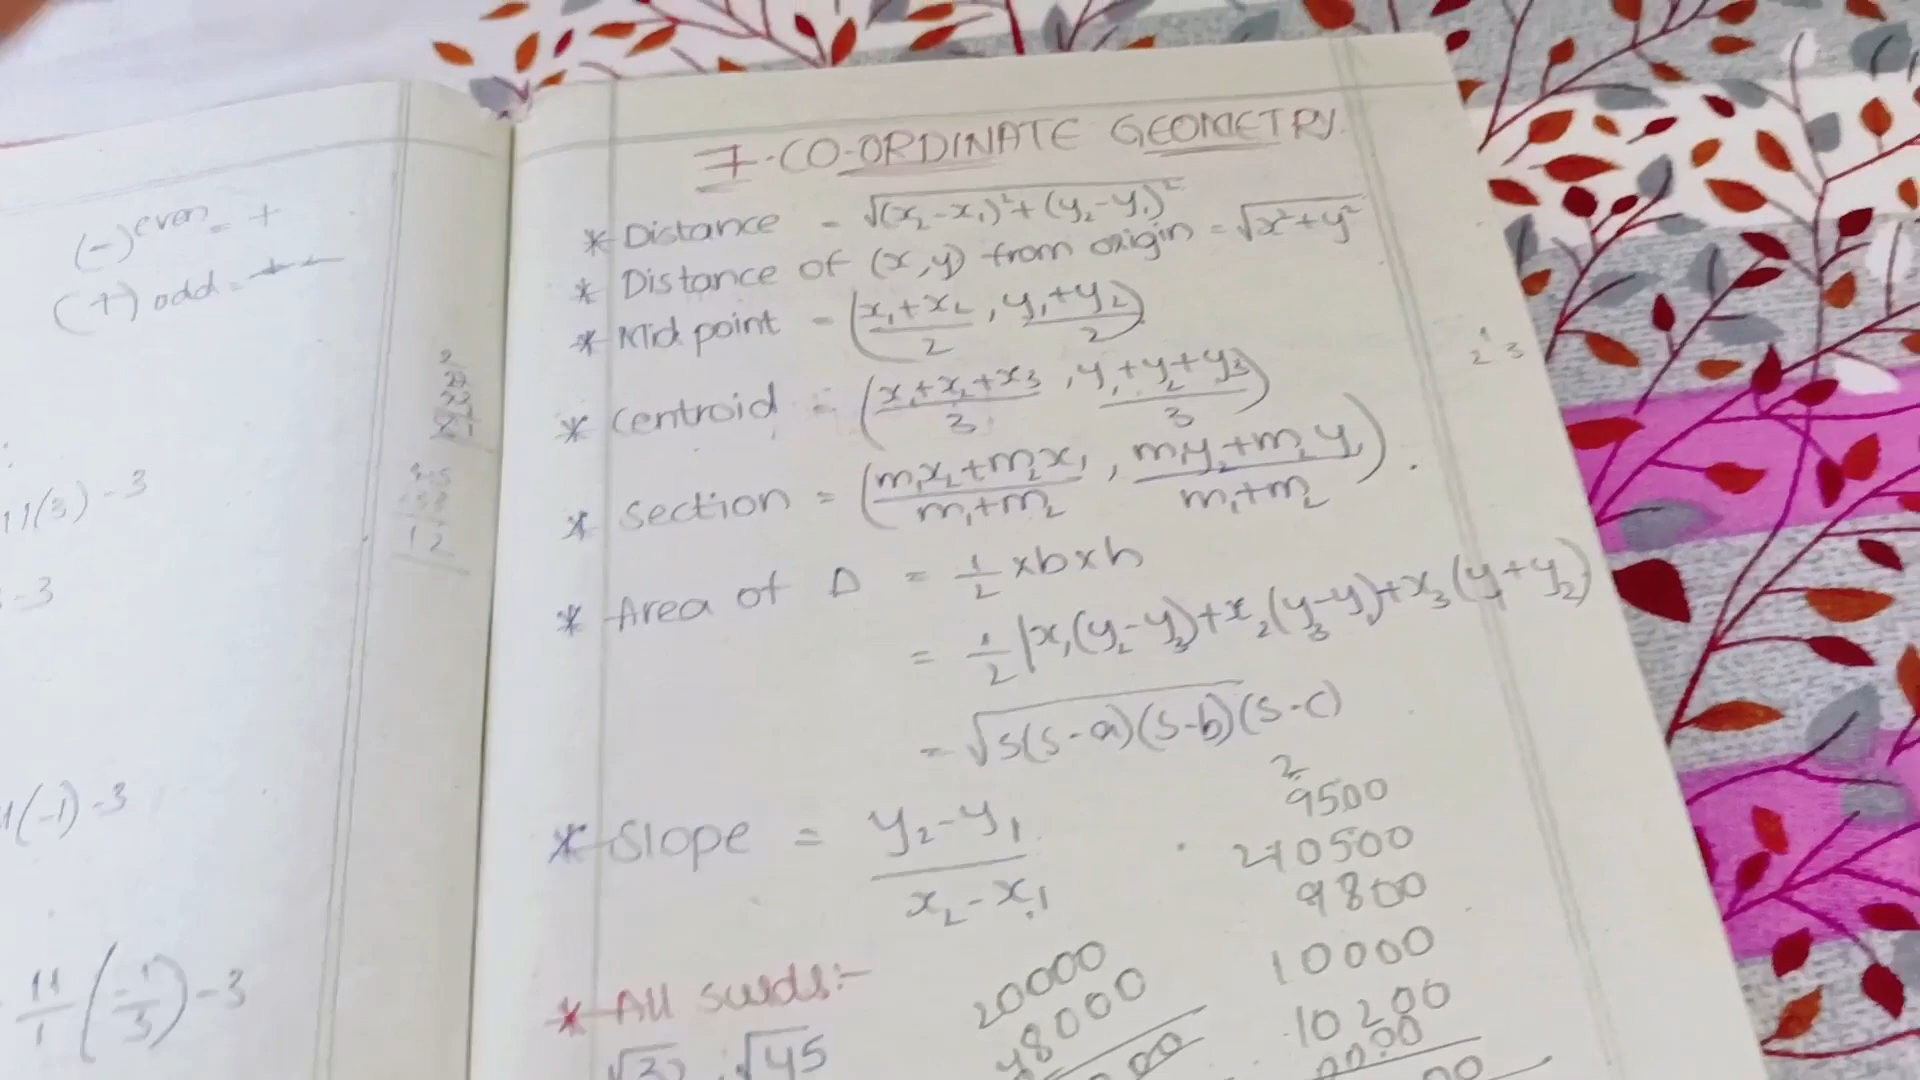 (-)even = +
(+) odd =
11(3) - 3
- 3
(-1) - 3
11/1 (-1/3) - 3
12
7. CO-ORDINATE GEOMETRY
* Distance = √(x₂-x₁)²+(y₂-y₁)²
* Distance of (x,y) from origin = √x²+y²
* Mid point = (x₁+x₂/2, y₁+y₂/2)
* Centroid = (x₁+x₂+x₃/3, y₁+y₂+y₃/3)
* Section = (m₁x₂+m₂x₁/m₁+m₂, m₁y₂+m₂y₁/m₁+m₂).
* Area of Δ = 1/2 xbxh
= 1/2 |x₁(y₂-y₃)+x₂(y₃-y₁)+x₃(y₁+y₂)
= √s(s-a)(s-b)(s-c)
* Slope = y₂-y₁/x₂-x₁
2
9500
10500
9800
10000
10200
* All surds:-
√45
20000
48000